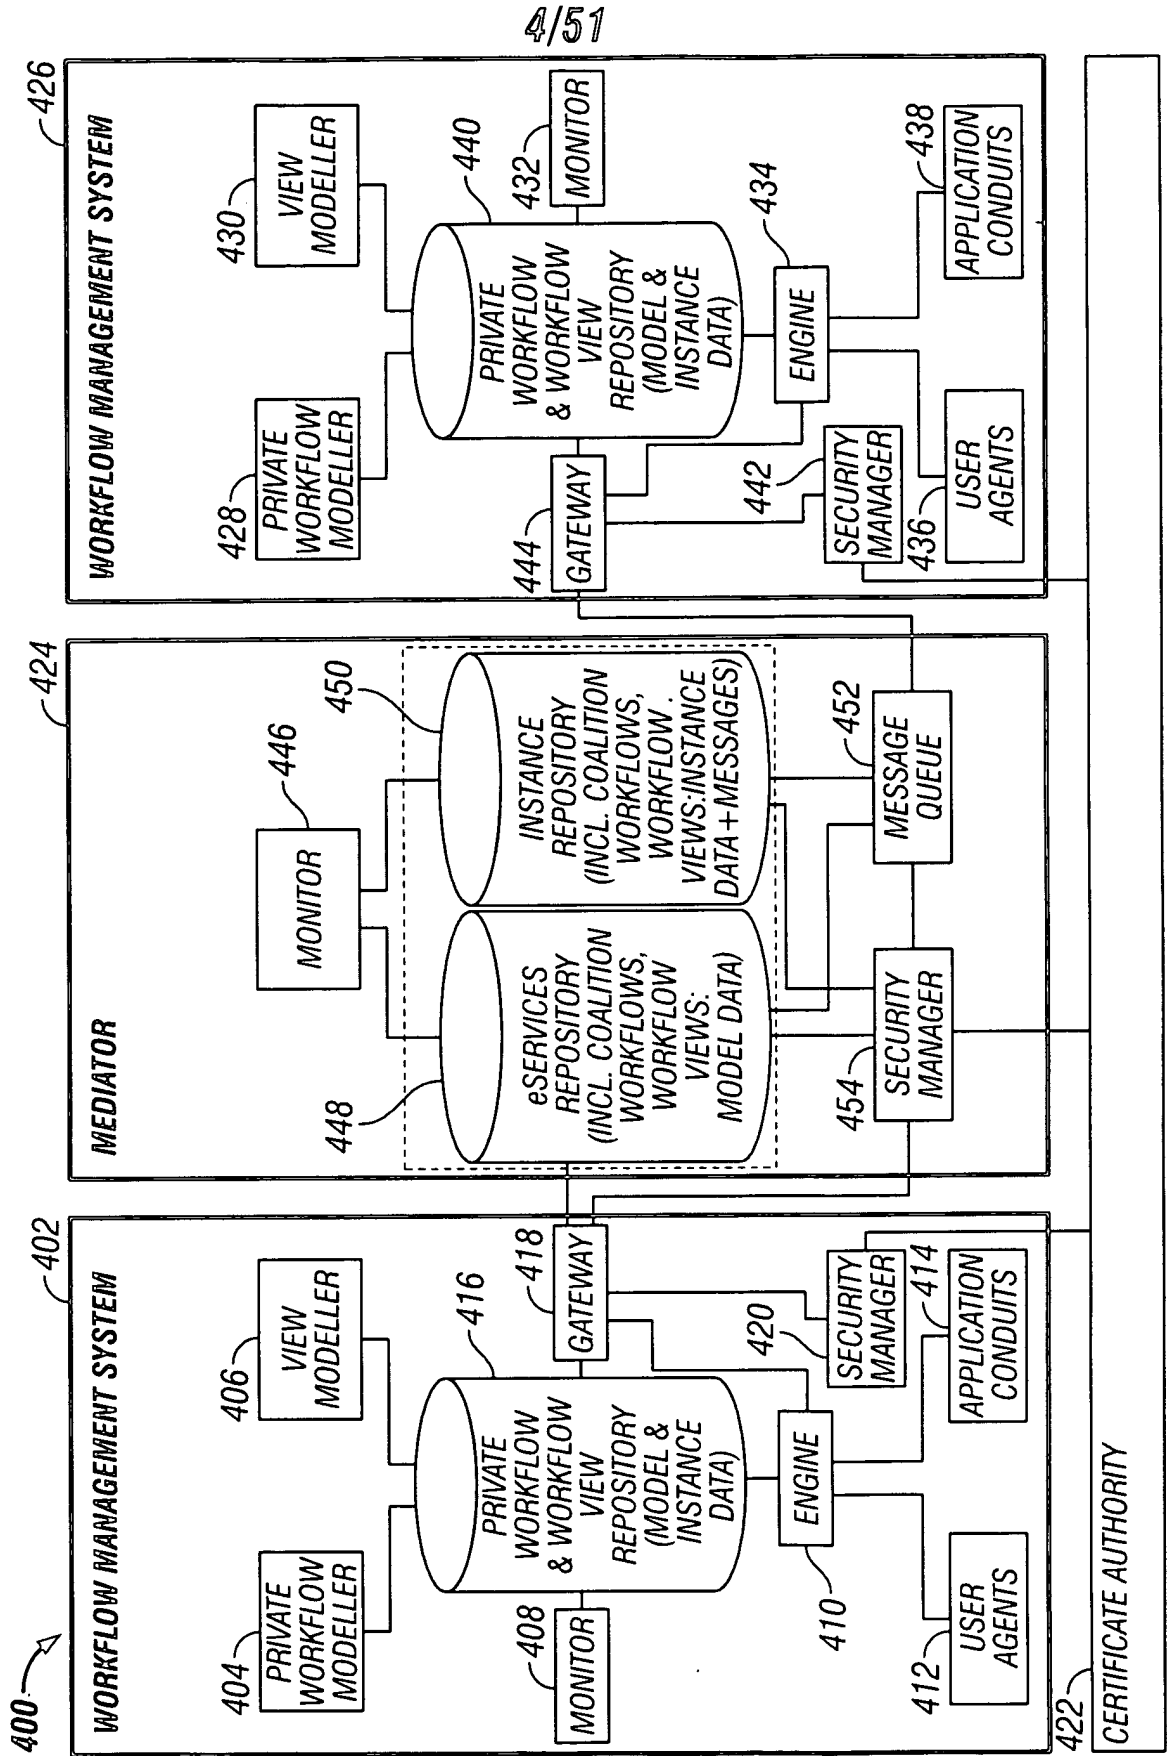 4/51
400
402
WORKFLOW MANAGEMENT SYSTEM
404
PRIVATE
WORKFLOW
MODELLER
406
VIEW
MODELLER
408
MONITOR
416
PRIVATE
WORKFLOW
& WORKFLOW
VIEW
REPOSITORY
(MODEL &
INSTANCE
DATA)
418
GATEWAY
410
ENGINE
420
SECURITY
MANAGER
412
USER
AGENTS
414
APPLICATION
CONDUITS
424
MEDIATOR
446
MONITOR
448
eSERVICES
REPOSITORY
(INCL. COALITION
WORKFLOWS,
WORKFLOW
VIEWS:
MODEL DATA)
450
INSTANCE
REPOSITORY
(INCL. COALITION
WORKFLOWS,
WORKFLOW .
VIEWS:INSTANCE
DATA+MESSAGES)
454
SECURITY
MANAGER
452
MESSAGE
QUEUE
426
WORKFLOW MANAGEMENT SYSTEM
428
PRIVATE
WORKFLOW
MODELLER
430
VIEW
MODELLER
444
GATEWAY
440
PRIVATE
WORKFLOW
& WORKFLOW
VIEW
REPOSITORY
(MODEL &
INSTANCE
DATA)
432
MONITOR
442
SECURITY
MANAGER
434
ENGINE
436
USER
AGENTS
438
APPLICATION
CONDUITS
422
CERTIFICATE AUTHORITY